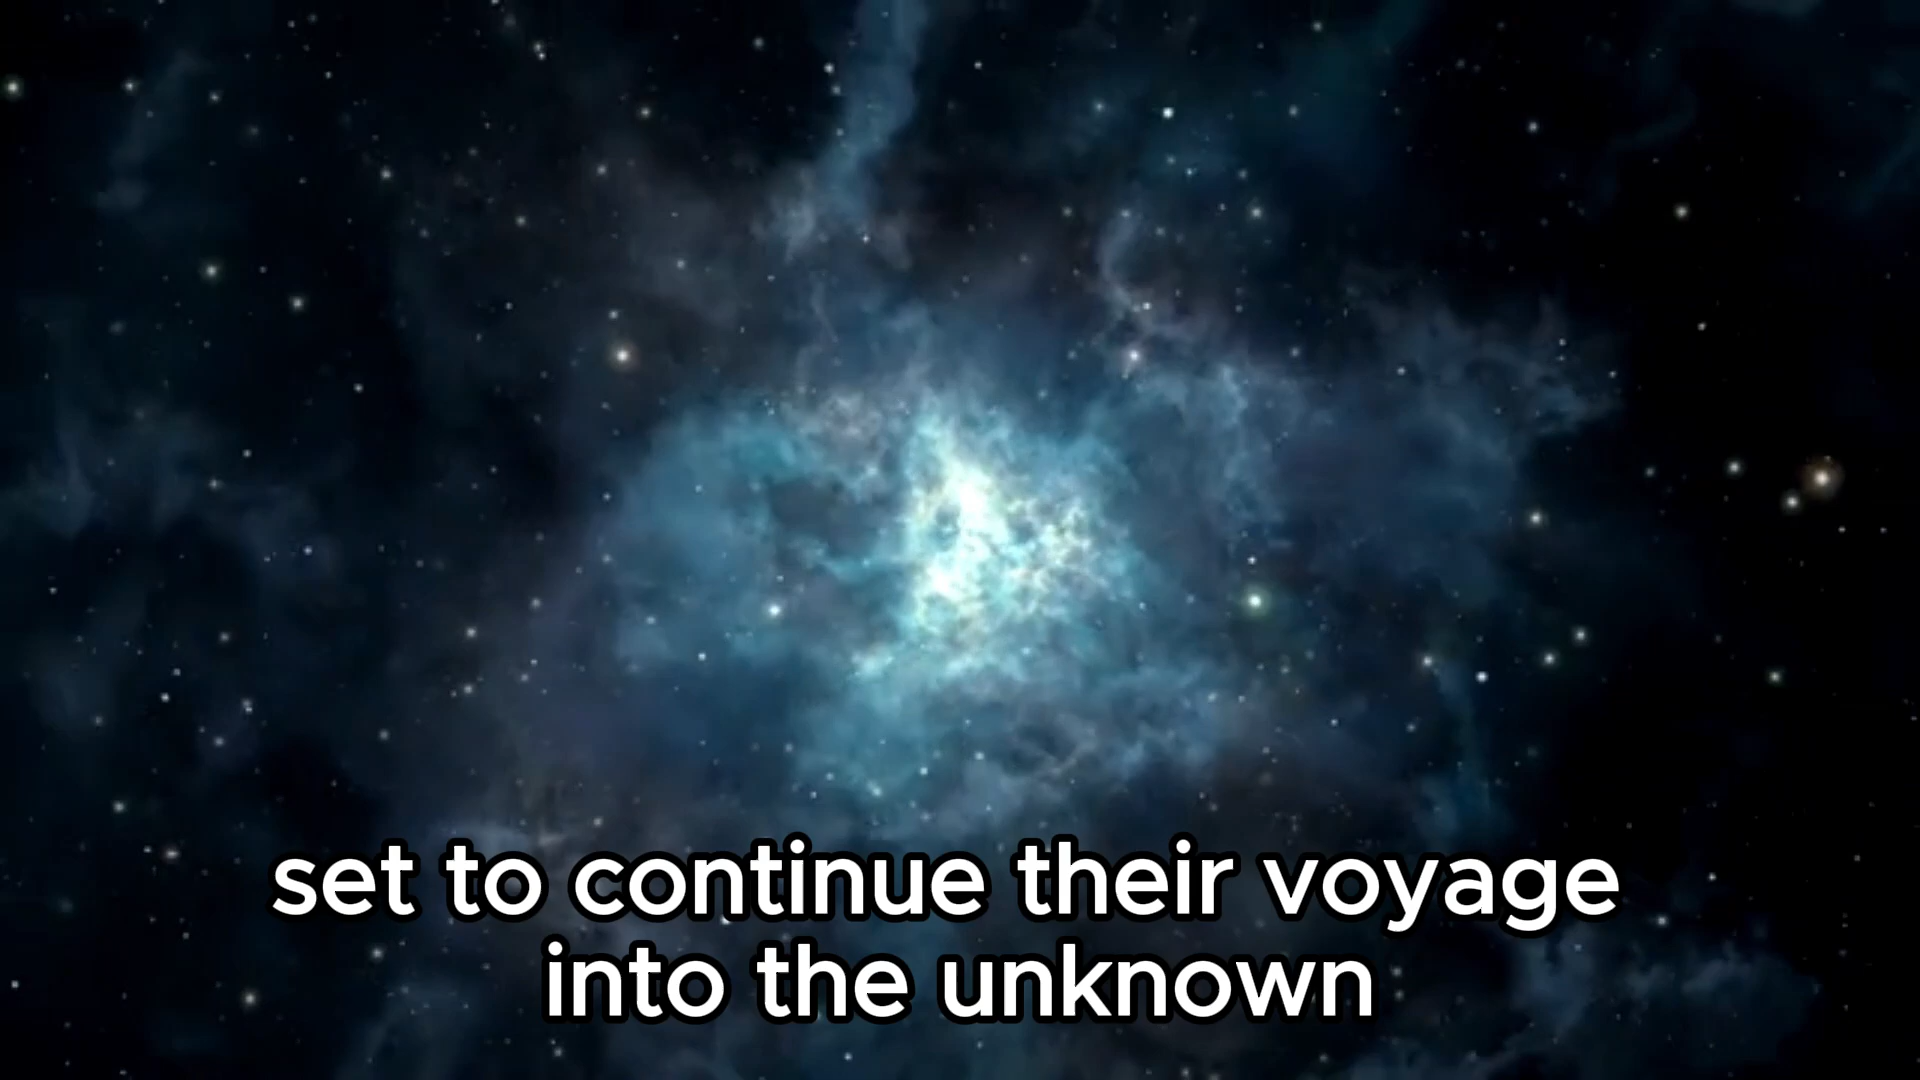 set to continue their voyage
into the unknown